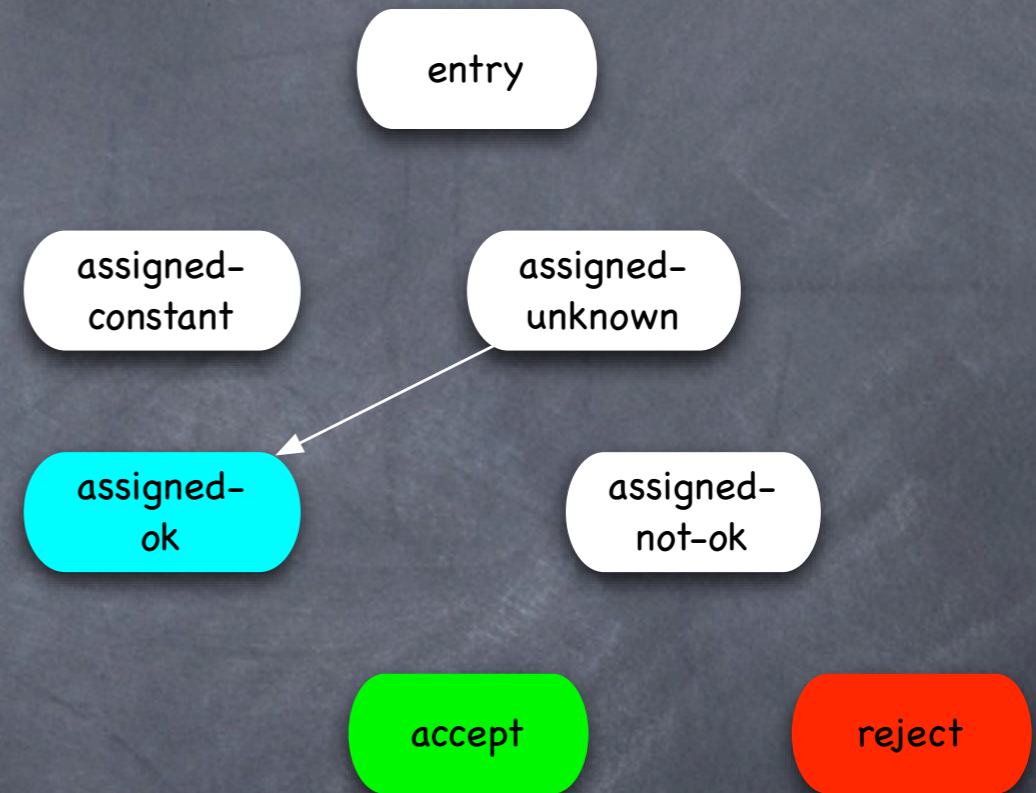 entry
assigned-
constant
assigned-
unknown
assigned-
ok
assigned-
not-ok
accept
reject